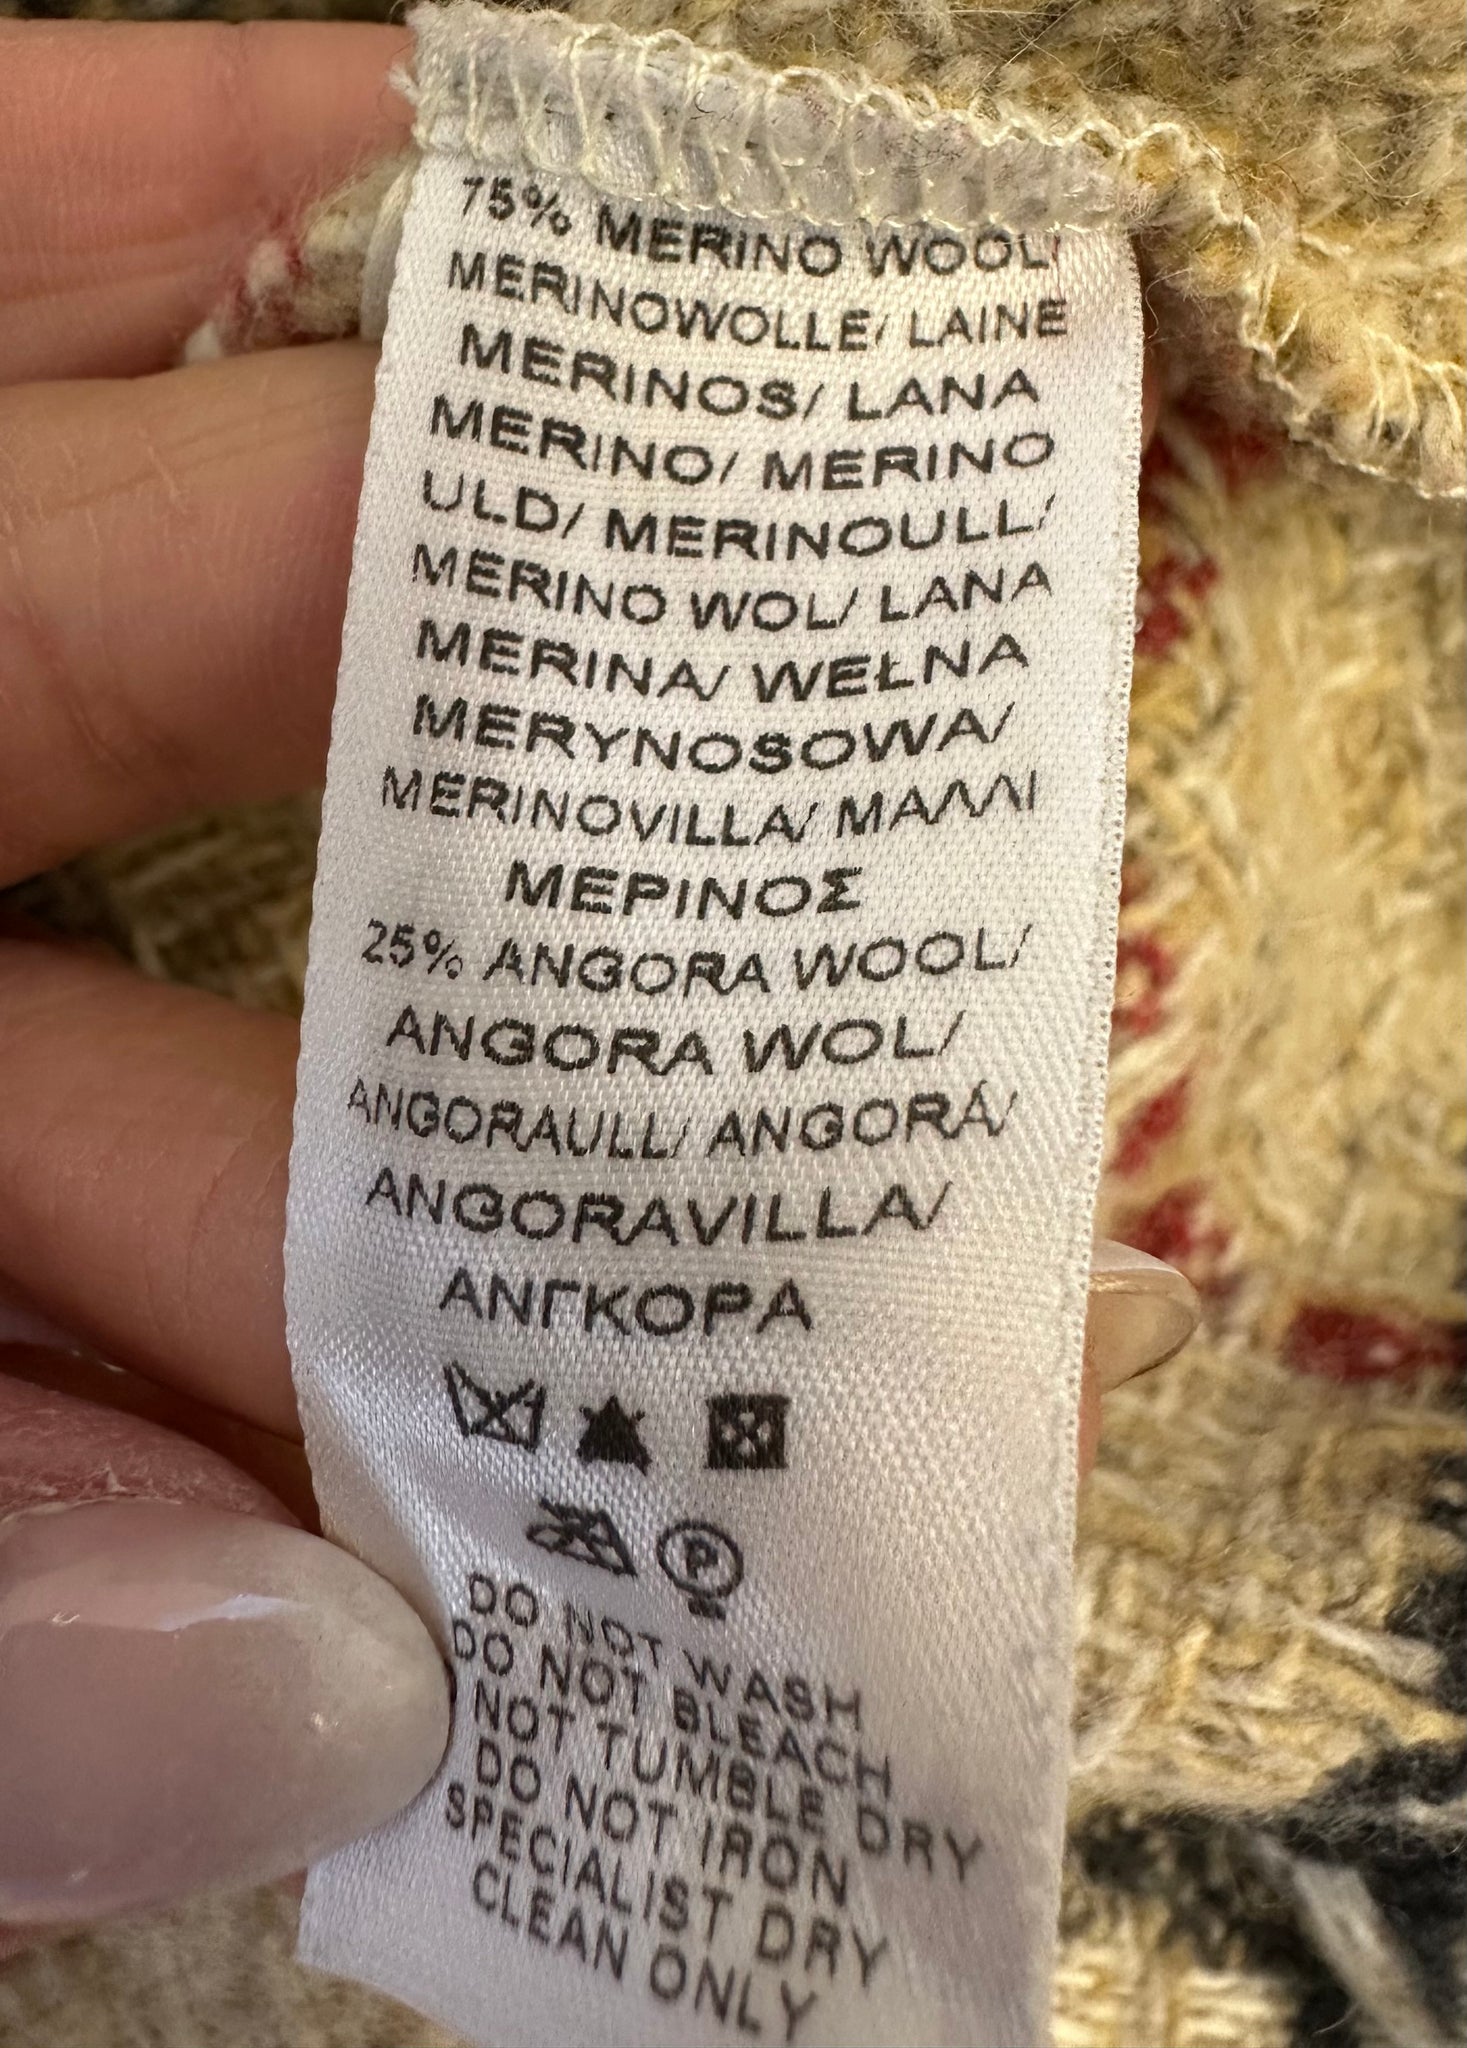 75% MERINO WOOL/
MERINOWOLLE/ LAINE
MERINOS/ LANA
MERINO/ MERINO
ULD/ MERINOULL/
MERINO WOL/ LANA
MERINA/ WEŁNA
MERYNOSOWA/
MERINOVILLA/ ΜΑΛΛΙ
ΜΕΡΙΝΟΣ
25% ANGORA WOOL/
ANGORA WOL/
ANGORAULL/ ANGORÁ/
ANGORAVILLA/
ΑΝΓΚΟΡΑ
P
DO NOT WASH
DO NOT BLEACH
NOT TUMBLE DRY
DO NOT IRON
SPECIALIST DRY
CLEAN ONLY